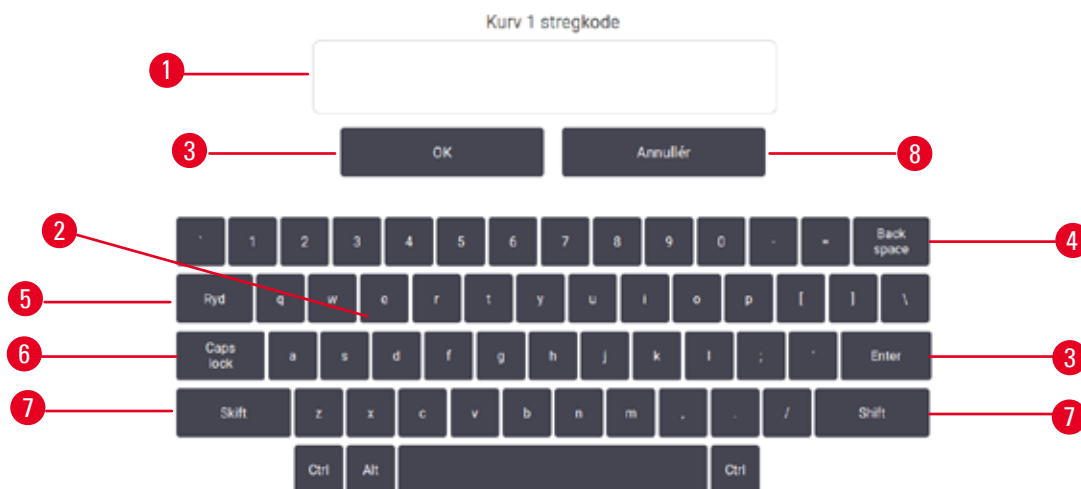 Kurv 1 stregkode
1
3 OK Annullér 8
2
` 1 2 3 4 5 6 7 8 9 0 - = Back space 4
5 Ryd q w e r t y u i o p [ ] \
6 Caps lock a s d f g h j k l ; ' Enter 3
7 Skift z x c v b n m , . / Shift 7
Ctrl Alt Ctrl